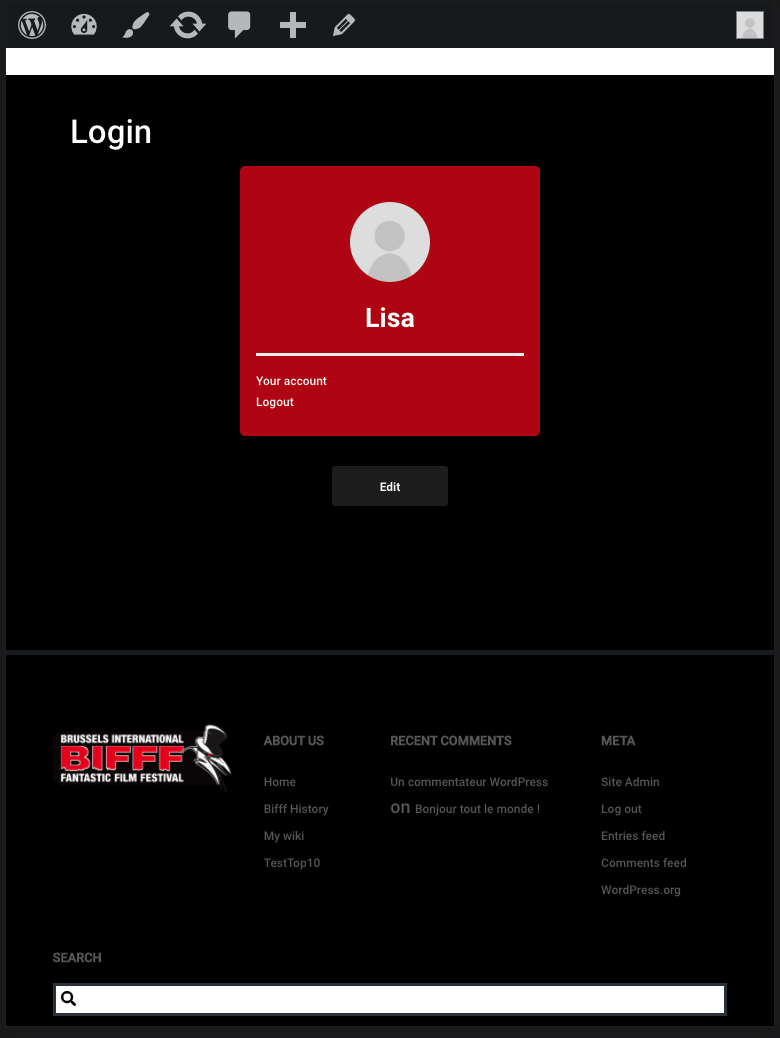 Login
Lisa
Your account
Logout
Edit
BRUSSELS INTERNATIONAL
BIFFF
FANTASTIC FILM FESTIVAL
ABOUT US
Home
Bifff History
My wiki
TestTop10
RECENT COMMENTS
Un commentateur WordPress
on Bonjour tout le monde !
META
Site Admin
Log out
Entries feed
Comments feed
WordPress.org
SEARCH